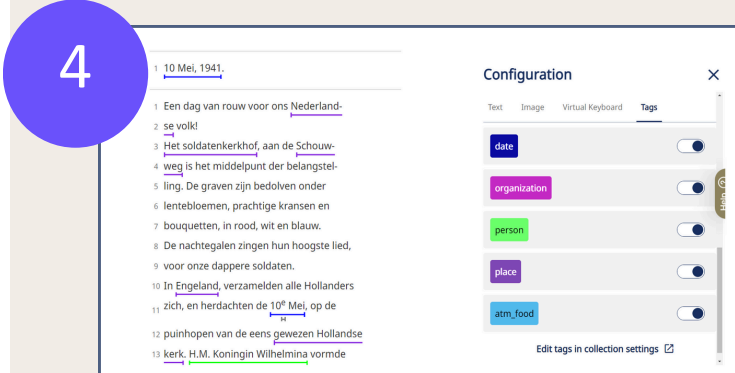 4
1 10 Mei, 1941.
1 Een dag van rouw voor ons Nederland-
2 se volk!
3 Het soldatenkerkhof, aan de Schouw-
4 weg is het middelpunt der belangstel-
5 ling. De graven zijn bedolven onder
6 lentebloemen, prachtige kransen en
7 bouquetten, in rood, wit en blauw.
8 De nachtegalen zingen hun hoogste lied,
9 voor onze dappere soldaten.
10 In Engeland, verzamelden alle Hollanders
11 zich, en herdachten de 10e Mei, op de
12 puinhopen van de eens gewezen Hollandse
13 kerk. H.M. Koningin Wilhelmina vormde
Configuration
Text Image Virtual Keyboard Tags
date
organization
person
place
atm_food
Edit tags in collection settings
Help